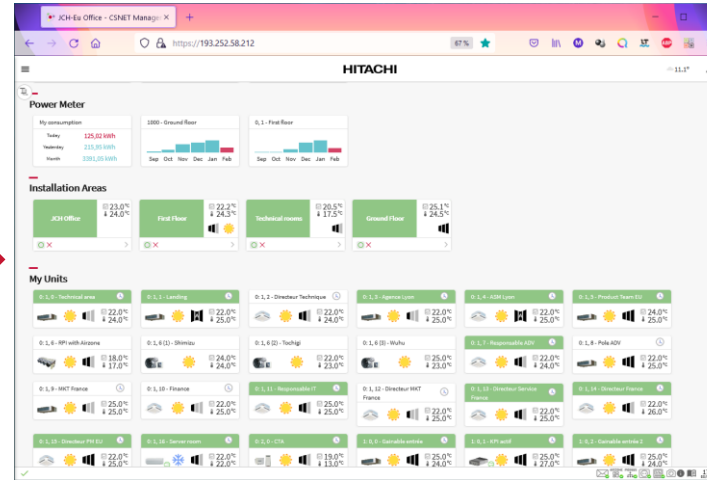 JCH-Eu Office - CSNET Manager
https://193.252.58.212
67 %
HITACHI
11.1°
Power Meter
My consumption
Today 125,02 kWh
Yesterday 215,85 kWh
Month 3391,05 kWh
1000 - Ground floor
Sep Oct Nov Dec Jan Feb
0, 1 - First floor
Sep Oct Nov Dec Jan Feb
Installation Areas
JCH Office 23.0°C 24.0°C
First Floor 22.2°C 24.3°C
Technical rooms 20.5°C 17.5°C
Ground Floor 25.1°C 24.5°C
My Units
0: 1, 0 - Technical area
22.0°C 24.0°C
0: 1, 1 - Lending
22.0°C 25.0°C
0: 1, 2 - Directeur Technique
22.0°C 24.0°C
0: 1, 3 - Agence Lyon
22.0°C 25.0°C
0: 1, 4 - ASM Lyon
22.0°C 25.0°C
0: 1, 5 - Product Team EU
24.0°C 25.0°C
0: 1, 6 - RPI with Airzone
18.0°C 17.0°C
0: 1, 6 (1) - Shimizu
24.0°C 24.0°C
0: 1, 6 (2) - Tochigi
22.0°C 23.0°C
0: 1, 6 (3) - Wuhu
25.0°C 23.0°C
0: 1, 7 - Responsable ADV
22.0°C 24.0°C
0: 1, 8 - Pole ADV
22.0°C 25.0°C
0: 1, 9 - MKT France
25.0°C 25.0°C
0: 1, 10 - Finance
25.0°C 25.0°C
0: 1, 11 - Responsable IT
25.0°C 25.0°C
0: 1, 12 - Directeur MKT France
22.0°C 25.0°C
0: 1, 13 - Directeur Service France
22.0°C 25.0°C
0: 1, 14 - Directeur France
22.0°C 26.0°C
0: 1, 15 - Directeur PM EU
22.0°C 25.0°C
0: 1, 16 - Server room
22.0°C 22.0°C
0: 2, 0 - CTA
19.0°C 13.0°C
1: 0, 0 - Gainable entrée
25.0°C 24.0°C
1: 0, 1 - KPI actif
25.0°C 27.0°C
1: 0, 2 - Gainable entrée 2
25.0°C 24.0°C